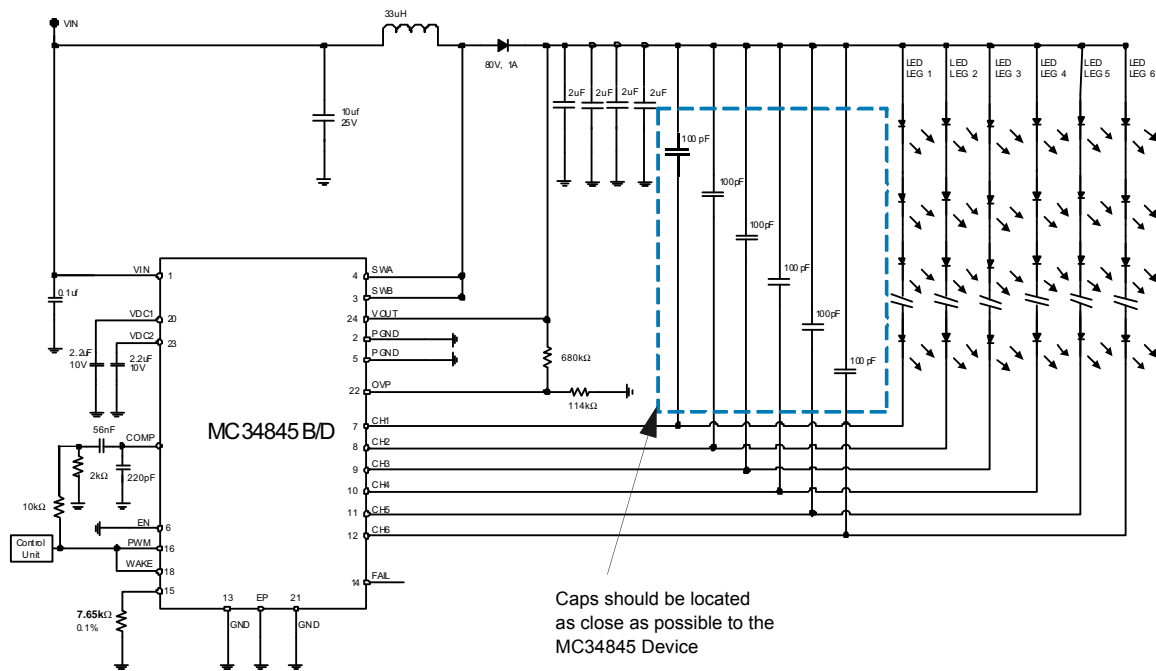 VIN
33uH
80V, 1A
10uf
25V
2uF
2uF
2uF
2uF
100 pF
100pF
100pF
100pF
100pF
100 pF
LED
LEG 1
LED
LEG 2
LED
LEG 3
LED
LEG 4
LED
LEG 5
LED
LEG 6
VIN
1
0.1uf
VDC1
20
VDC2
23
2.2uF
10V
2.2uF
10V
COMP
56nF
2kΩ
220pF
10kΩ
EN
6
Control
Unit
PWM
16
WAKE
18
15
7.65kΩ
0.1%
MC34845 B/D
4
SWA
3
SWB
24
VOUT
2
PGND
5
PGND
22
OVP
680kΩ
114kΩ
7
CH1
8
CH2
9
CH3
10
CH4
11
CH5
12
CH6
14
FAIL
13
EP
21
GND
GND
Caps should be located
as close as possible to the
MC34845 Device